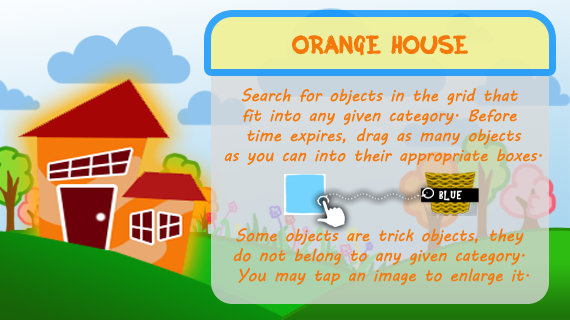 ORANGE HOUSE
Search for objects in the grid that
fit into any given category. Before
time expires, drag as many objects
as you can into their appropriate boxes.
BLUE
Some objects are trick objects, they
do not belong to any given category.
You may tap an image to enlarge it.